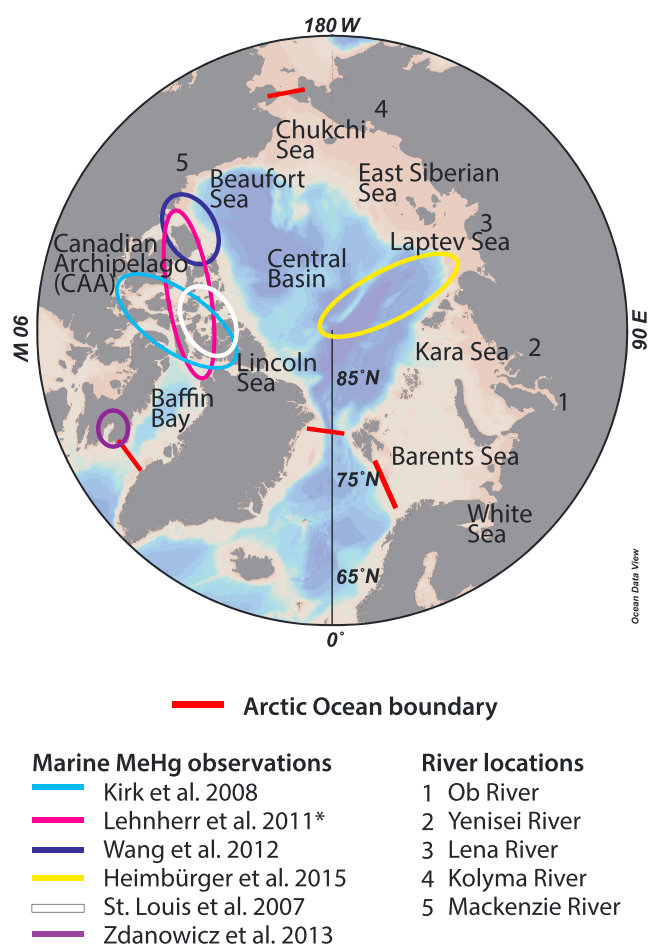 180 W
4
Chukchi
Sea
5
East Siberian
Sea
Beaufort
Sea
3
Laptev Sea
Canadian
Archipelago
(CAA)
Central
Basin
90 W
90 E
Kara Sea
2
Lincoln
Sea
85°N
1
Baffin
Bay
Barents Sea
75°N
White
Sea
65°N
Ocean Data View
0°
Arctic Ocean boundary
Marine MeHg observations
Kirk et al. 2008
Lehnherr et al. 2011*
Wang et al. 2012
Heimbürger et al. 2015
St. Louis et al. 2007
Zdanowicz et al. 2013
River locations
1 Ob River
2 Yenisei River
3 Lena River
4 Kolyma River
5 Mackenzie River